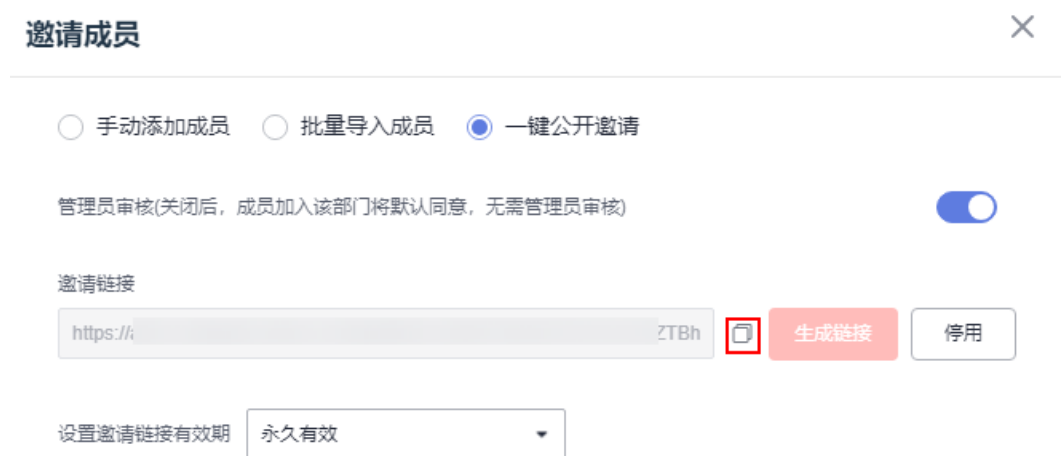 邀请成员
手动添加成员 批量导入成员 一键公开邀请
管理员审核(关闭后，成员加入该部门将默认同意，无需管理员审核)
邀请链接
https:// ZTBh 生成链接 停用
设置邀请链接有效期 永久有效